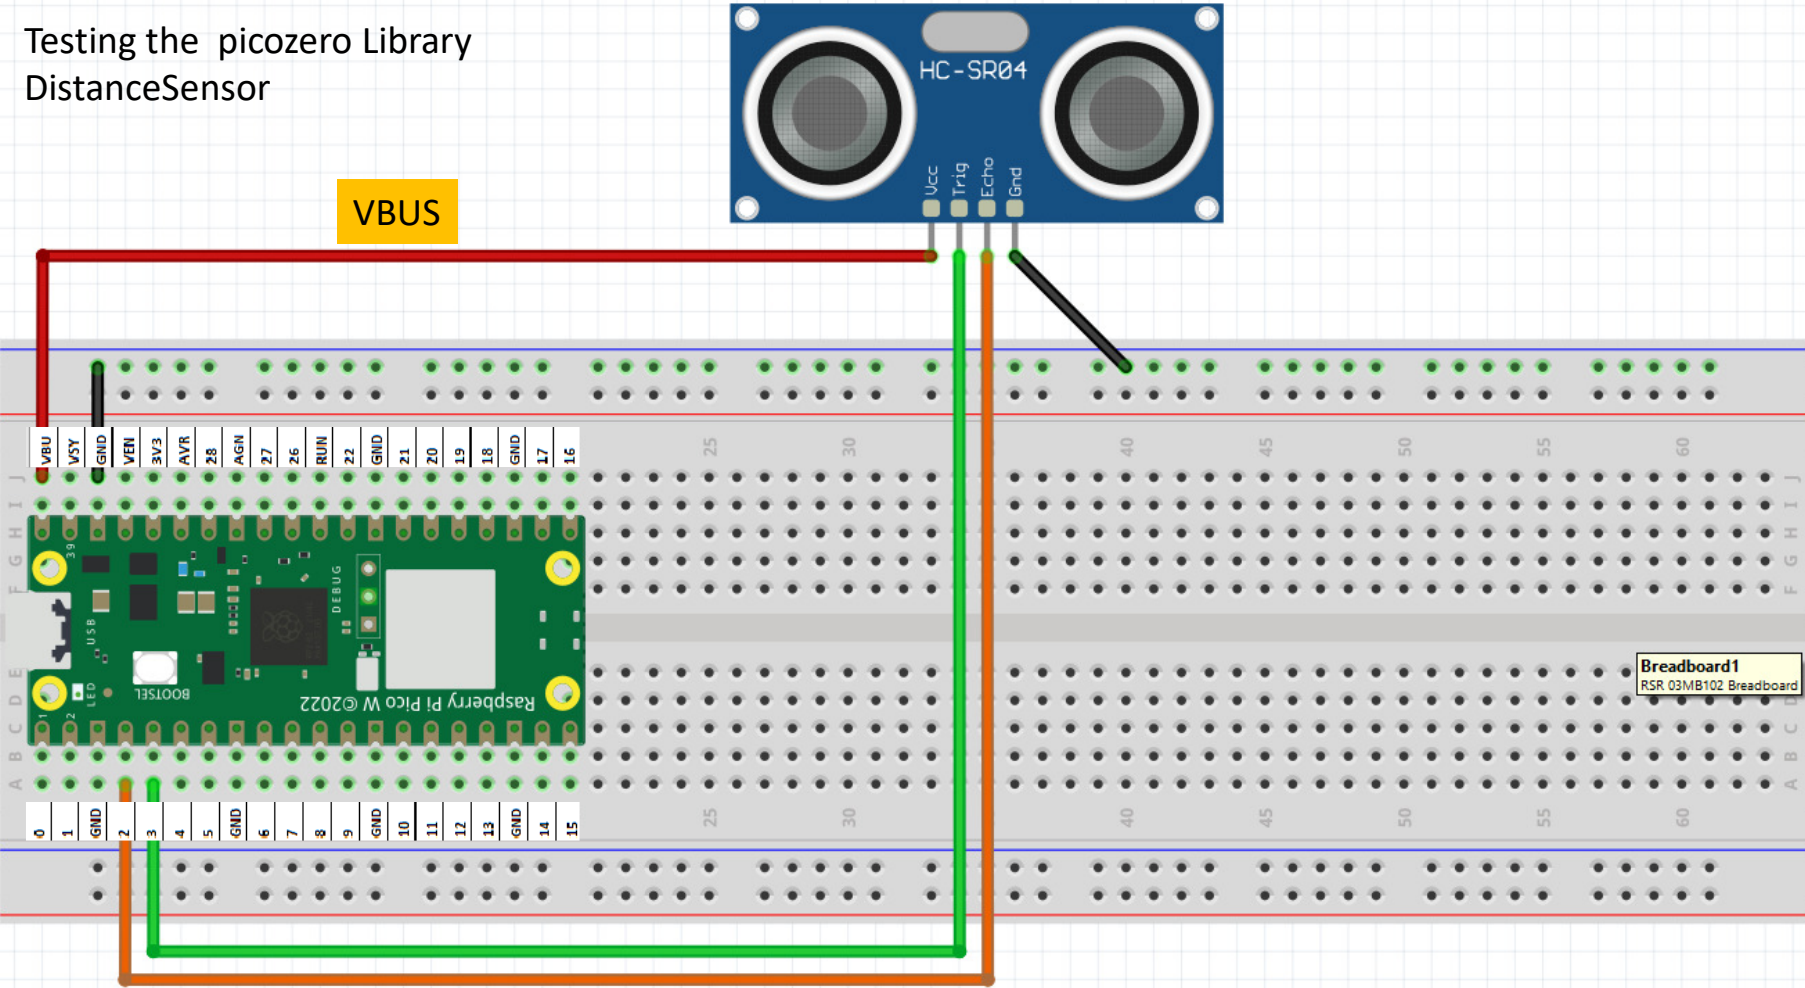 Testing the  picozero Library
DistanceSensor
HC-SR04
Vcc
Trig
Echo
Gnd
VBUS
VBU
VSY
GND
VEN
3V3
AVR
28
AGN
27
26
RUN
22
GND
21
20
19
18
GND
17
16
25
30
40
45
50
55
60
J
I
H
G
F
J
I
H
G
F
39
DEBUG
USB
LED
BOOTSEL
1
2
Raspberry Pi Pico W ©2022
E
D
C
B
A
Breadboard1
RSR 03MB102 Breadboard
D
C
B
A
0
1
GND
2
3
4
5
GND
6
7
8
9
GND
10
11
12
13
GND
14
15
25
30
40
45
50
55
60